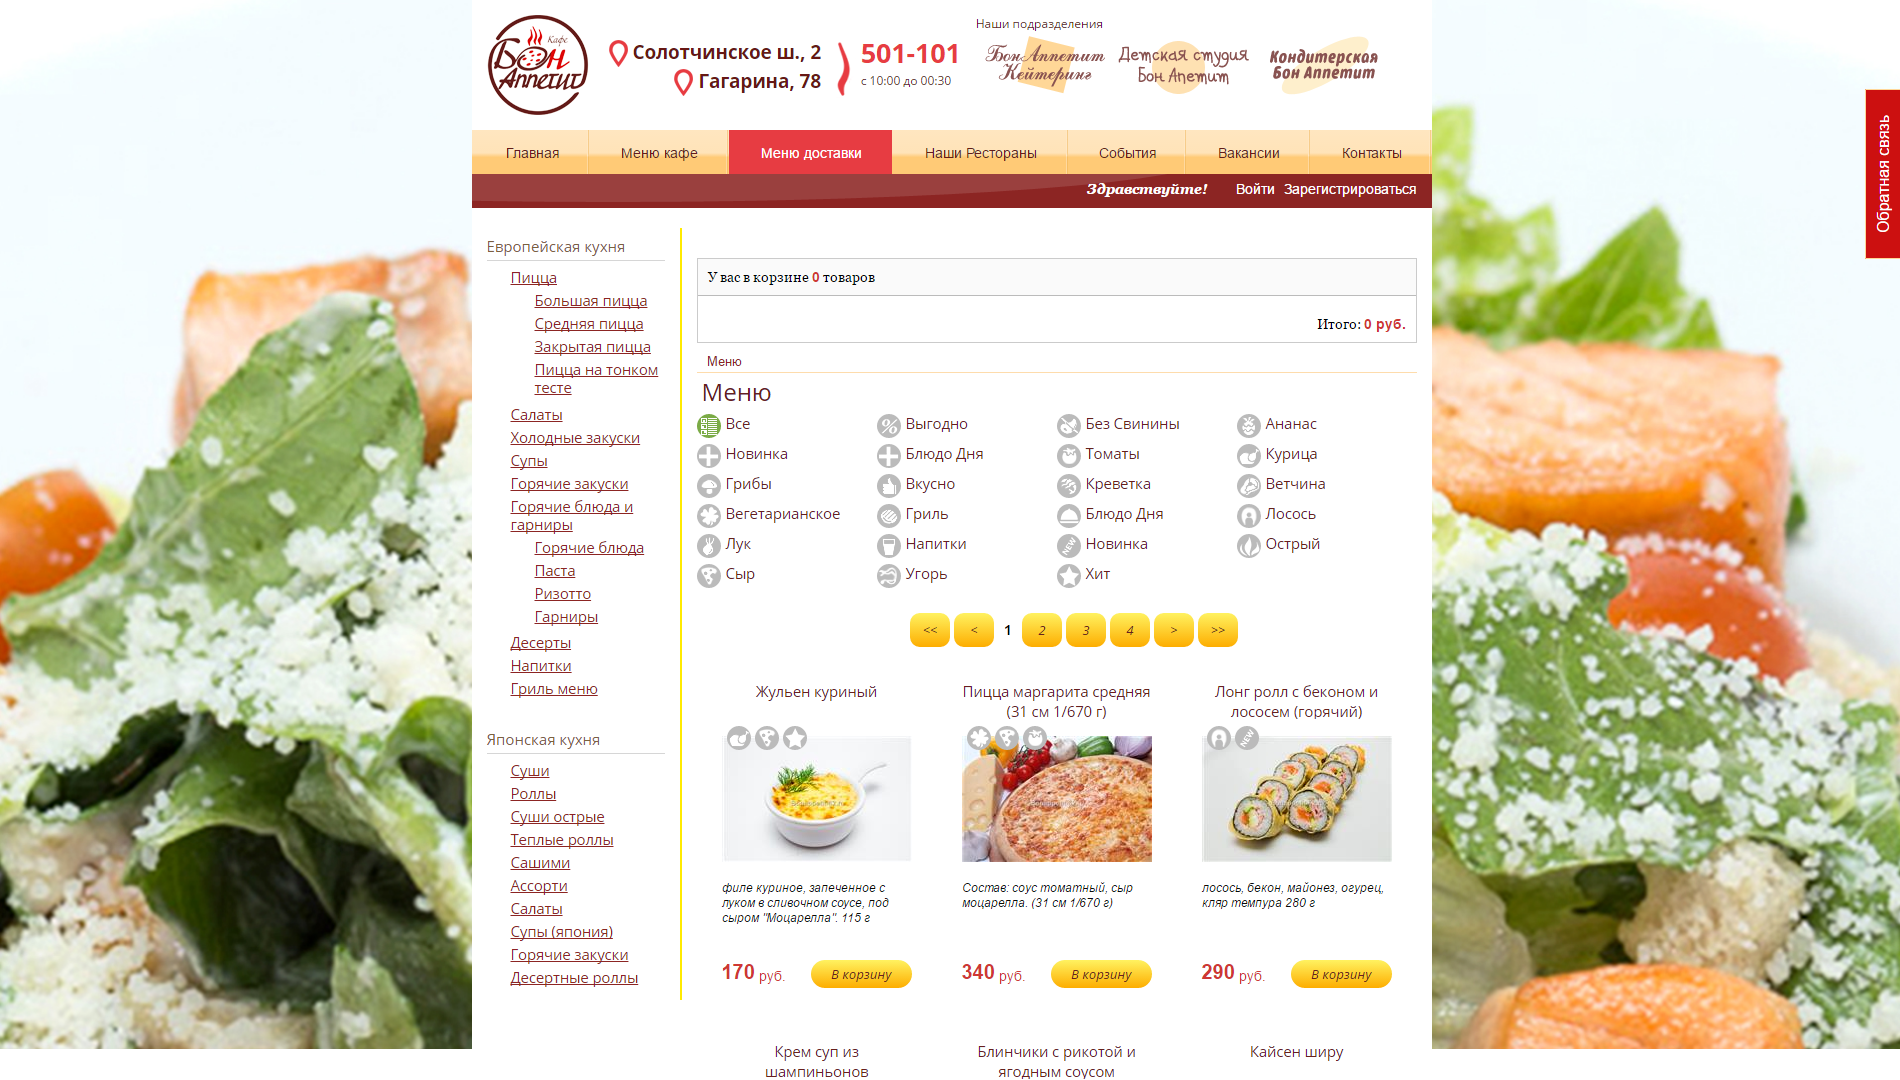 Кафе
Бон
Аппетит
Солотчинское ш., 2
Гагарина, 78
501-101
с 10:00 до 00:30
Наши подразделения
Бон Аппетит
Кейтеринг
Детская студия
Бон Апетит
Кондитерская
Бон Аппетит
Обратная связь
Главная
Меню кафе
Меню доставки
Наши Рестораны
События
Вакансии
Контакты
Здравствуйте!
Войти
Зарегистрироваться
Европейская кухня
Пицца
Большая пицца
Средняя пицца
Закрытая пицца
Пицца на тонком
тесте
Салаты
Холодные закуски
Супы
Горячие закуски
Горячие блюда и
гарниры
Горячие блюда
Паста
Ризотто
Гарниры
Десерты
Напитки
Гриль меню
Японская кухня
Суши
Роллы
Суши острые
Теплые роллы
Сашими
Ассорти
Салаты
Супы (япония)
Горячие закуски
Десертные роллы
У вас в корзине 0 товаров
Итого: 0 руб.
Меню
Меню
Все
Выгодно
Без Свинины
Ананас
Новинка
Блюдо Дня
Томаты
Курица
Грибы
Вкусно
Креветка
Ветчина
Вегетарианское
Гриль
Блюдо Дня
Лосось
Лук
Напитки
NEW
Новинка
Острый
Сыр
Угорь
Хит
<< < 1 2 3 4 > >>
Жульен куриный
филе куриное, запеченное с
луком в сливочном соусе, под
сыром "Моцарелла". 115 г
170 руб.
В корзину
Пицца маргарита средняя
(31 см 1/670 г)
Состав: соус томатный, сыр
моцарелла. (31 см 1/670 г)
340 руб.
В корзину
Лонг ролл с беконом и
лососем (горячий)
NEW
лосось, бекон, майонез, огурец,
кляр темпура 280 г
290 руб.
В корзину
Крем суп из
шампиньонов
Блинчики с рикотой и
ягодным соусом
Кайсен ширу